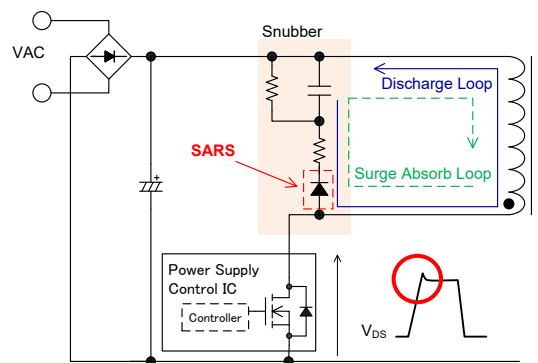 Snubber
VAC
Discharge Loop
SARS
Surge Absorb Loop
+
Power Supply
Control IC
Controller
VDS